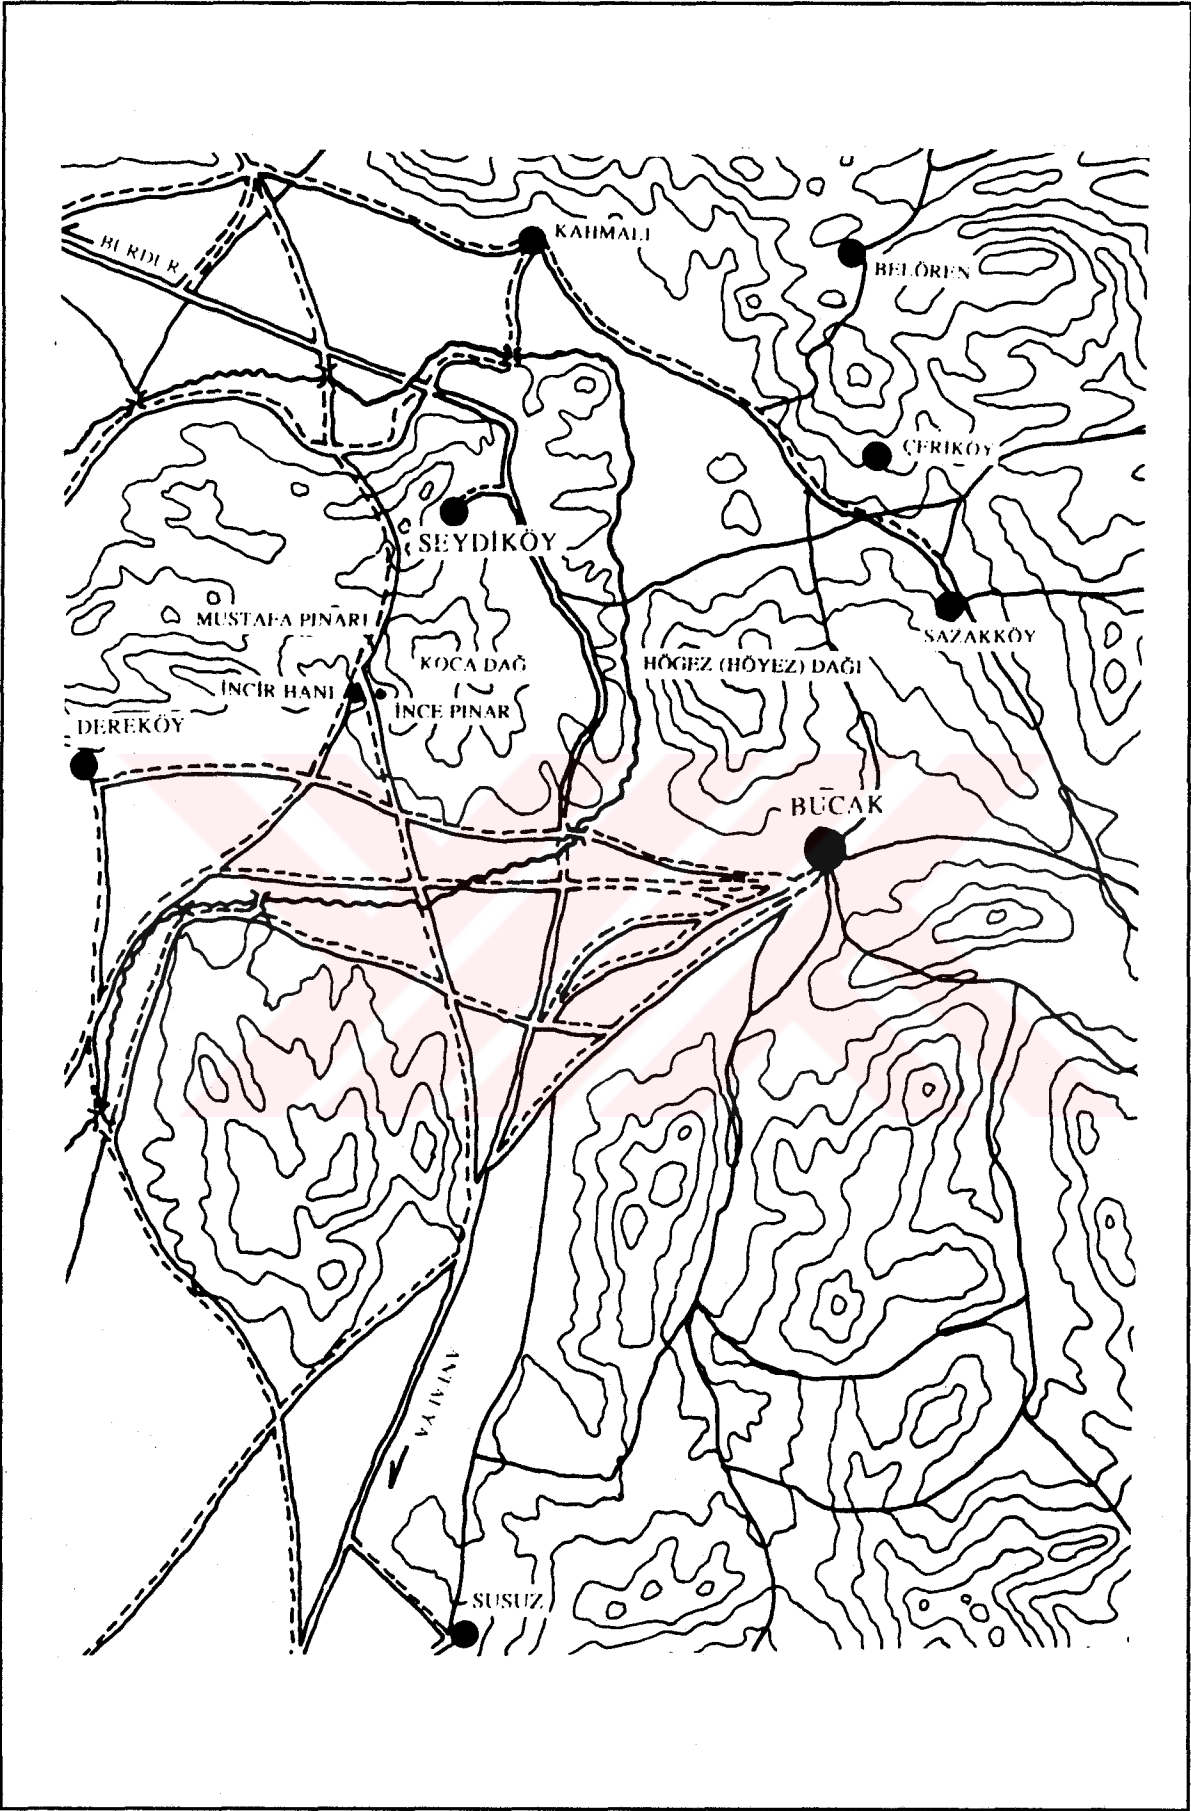 KAHMALI
BURDUR
BELÖREN
ÇERİKÖY
SEYDİKÖY
MUSTAFA PINARI
SAZAKKÖY
KOCA DAĞ
HÖGEZ (HÖYEZ) DAĞI
İNCİR HANI
İNCE PINAR
DEREKÖY
BUCAK
ANTALYA
SUSUZ